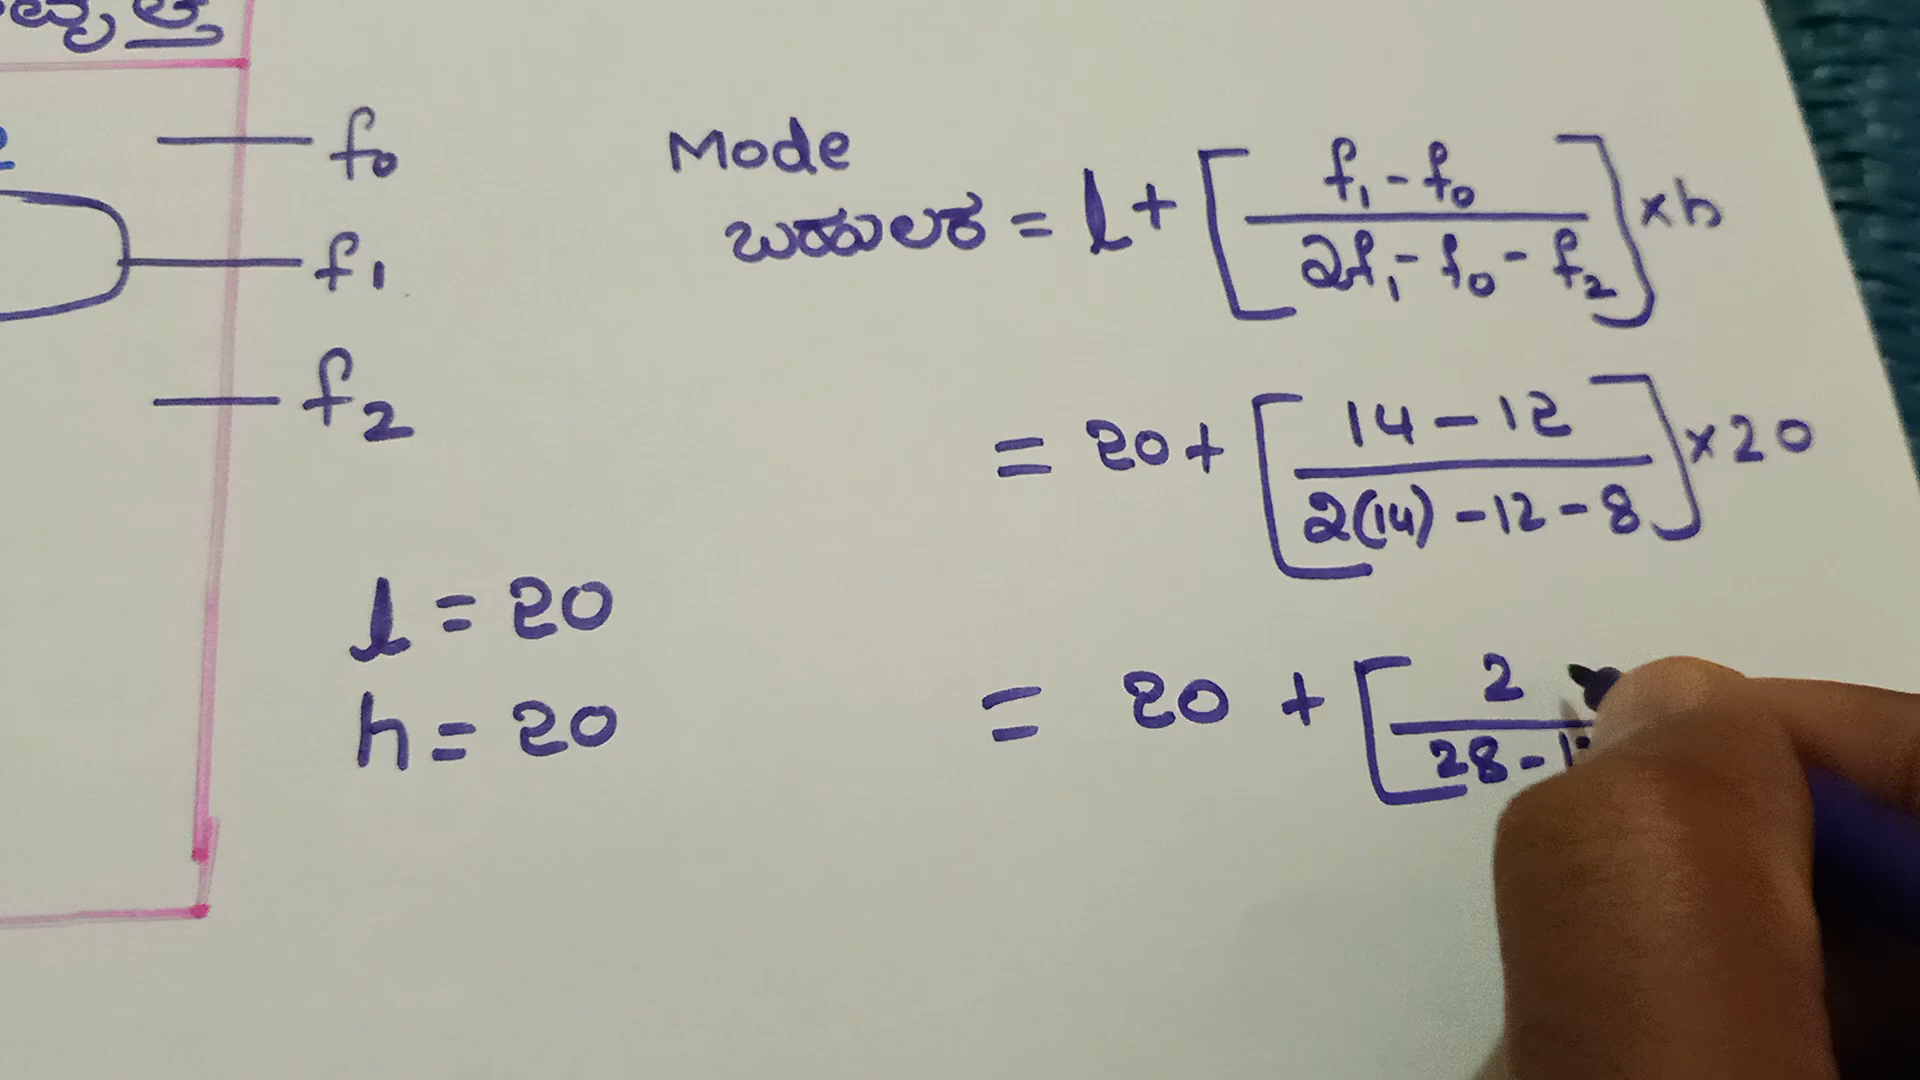 f₀
f₁
f₂
l = 20
h = 20
Mode
ಬಹುಲಕ = l + [ (f₁ - f₀) / (2f₁ - f₀ - f₂) ] × h
= 20 + [ (14 - 12) / (2(14) - 12 - 8) ] × 20
= 20 + [ 2 / 28 -